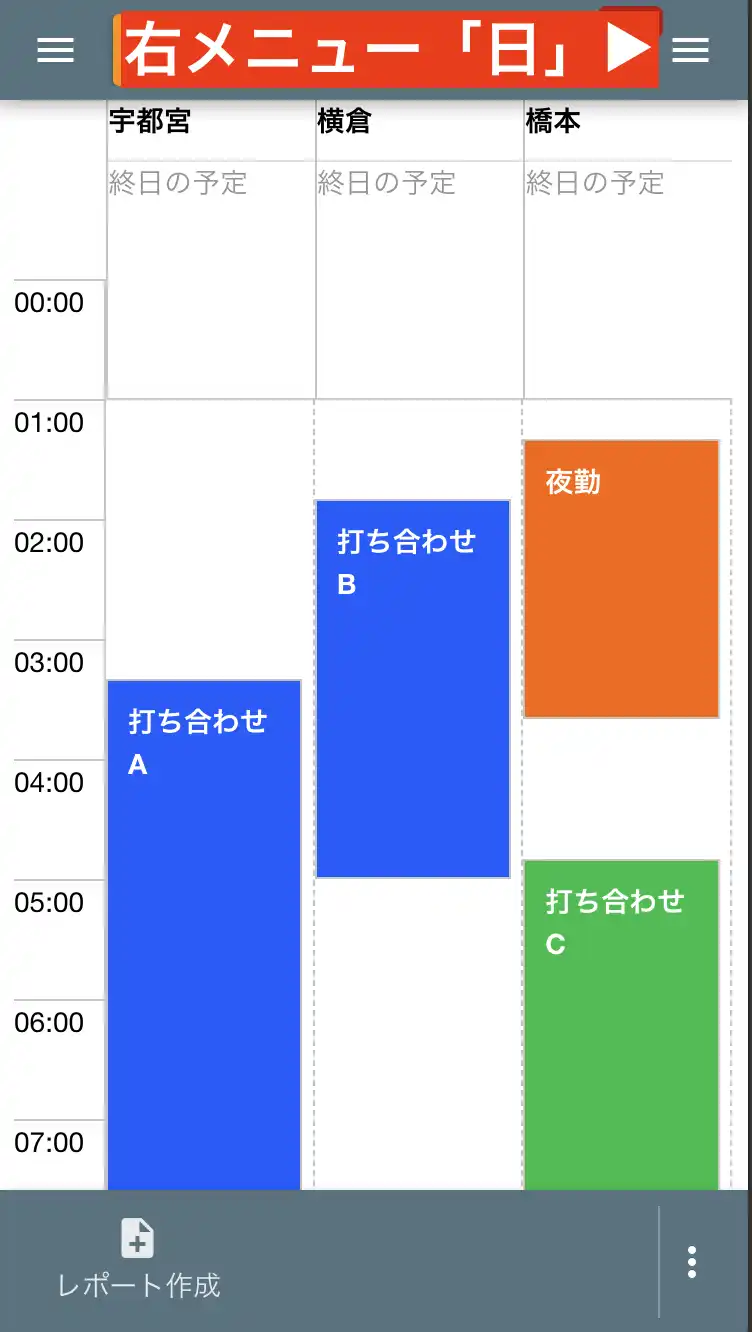 右メニュー「日」▶
宇都宮
横倉
橋本
終日の予定
終日の予定
終日の予定
00:00
01:00
02:00
03:00
04:00
05:00
06:00
07:00
打ち合わせ
A
打ち合わせ
B
夜勤
打ち合わせ
C
レポート作成